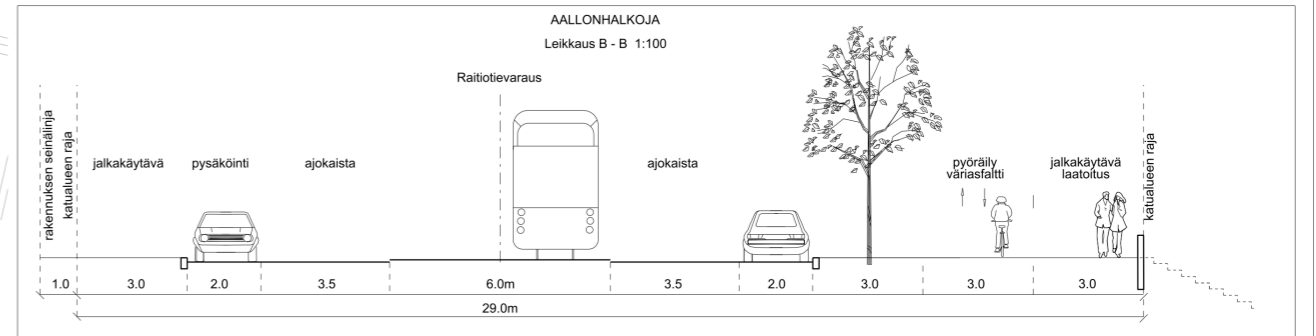 AALLONHALKOJA
Leikkaus B - B 1:100
Raitiotievaraus
rakennuksen seinälinja
katualueen raja
jalkakäytävä
pysäköinti
ajokaista
ajokaista
pyöräily
väriasfaltti
jalkakäytävä
laatoitus
katualueen raja
1.0 3.0 2.0 3.5 6.0m 3.5 2.0 3.0 3.0 3.0
29.0m